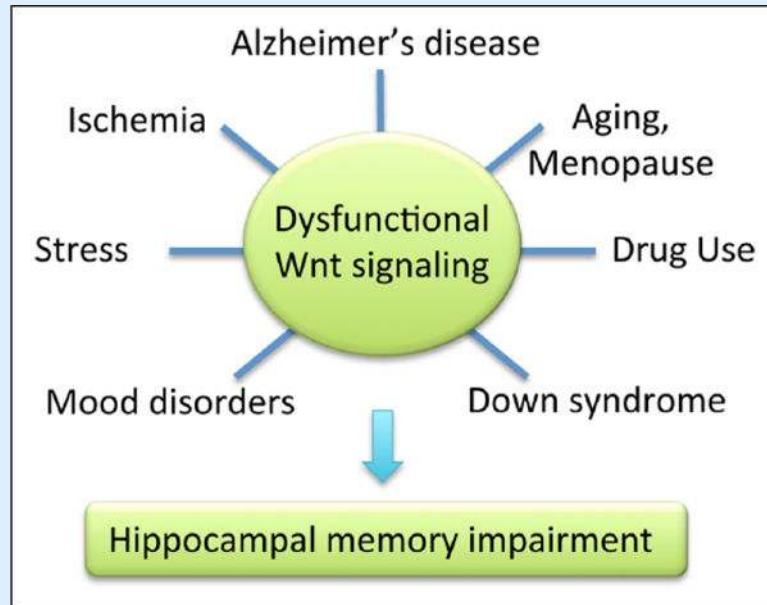 Alzheimer's disease
Ischemia
Aging,
Menopause
Dysfunctional
Wnt signaling
Stress
Drug Use
Mood disorders
Down syndrome
Hippocampal memory impairment